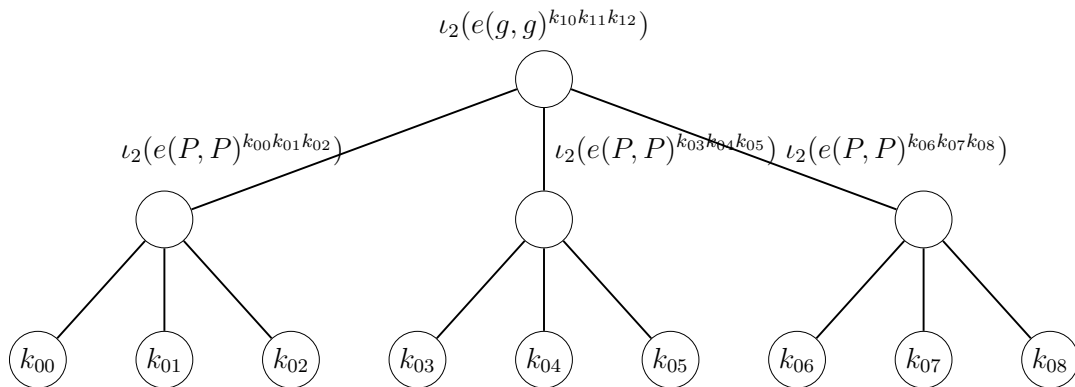 ι₂(e(g, g)^{k₁₀k₁₁k₁₂})
ι₂(e(P, P)^{k₀₀k₀₁k₀₂}) ι₂(e(P, P)^{k₀₃k₀₄k₀₅}) ι₂(e(P, P)^{k₀₆k₀₇k₀₈})
k₀₀ k₀₁ k₀₂ k₀₃ k₀₄ k₀₅ k₀₆ k₀₇ k₀₈